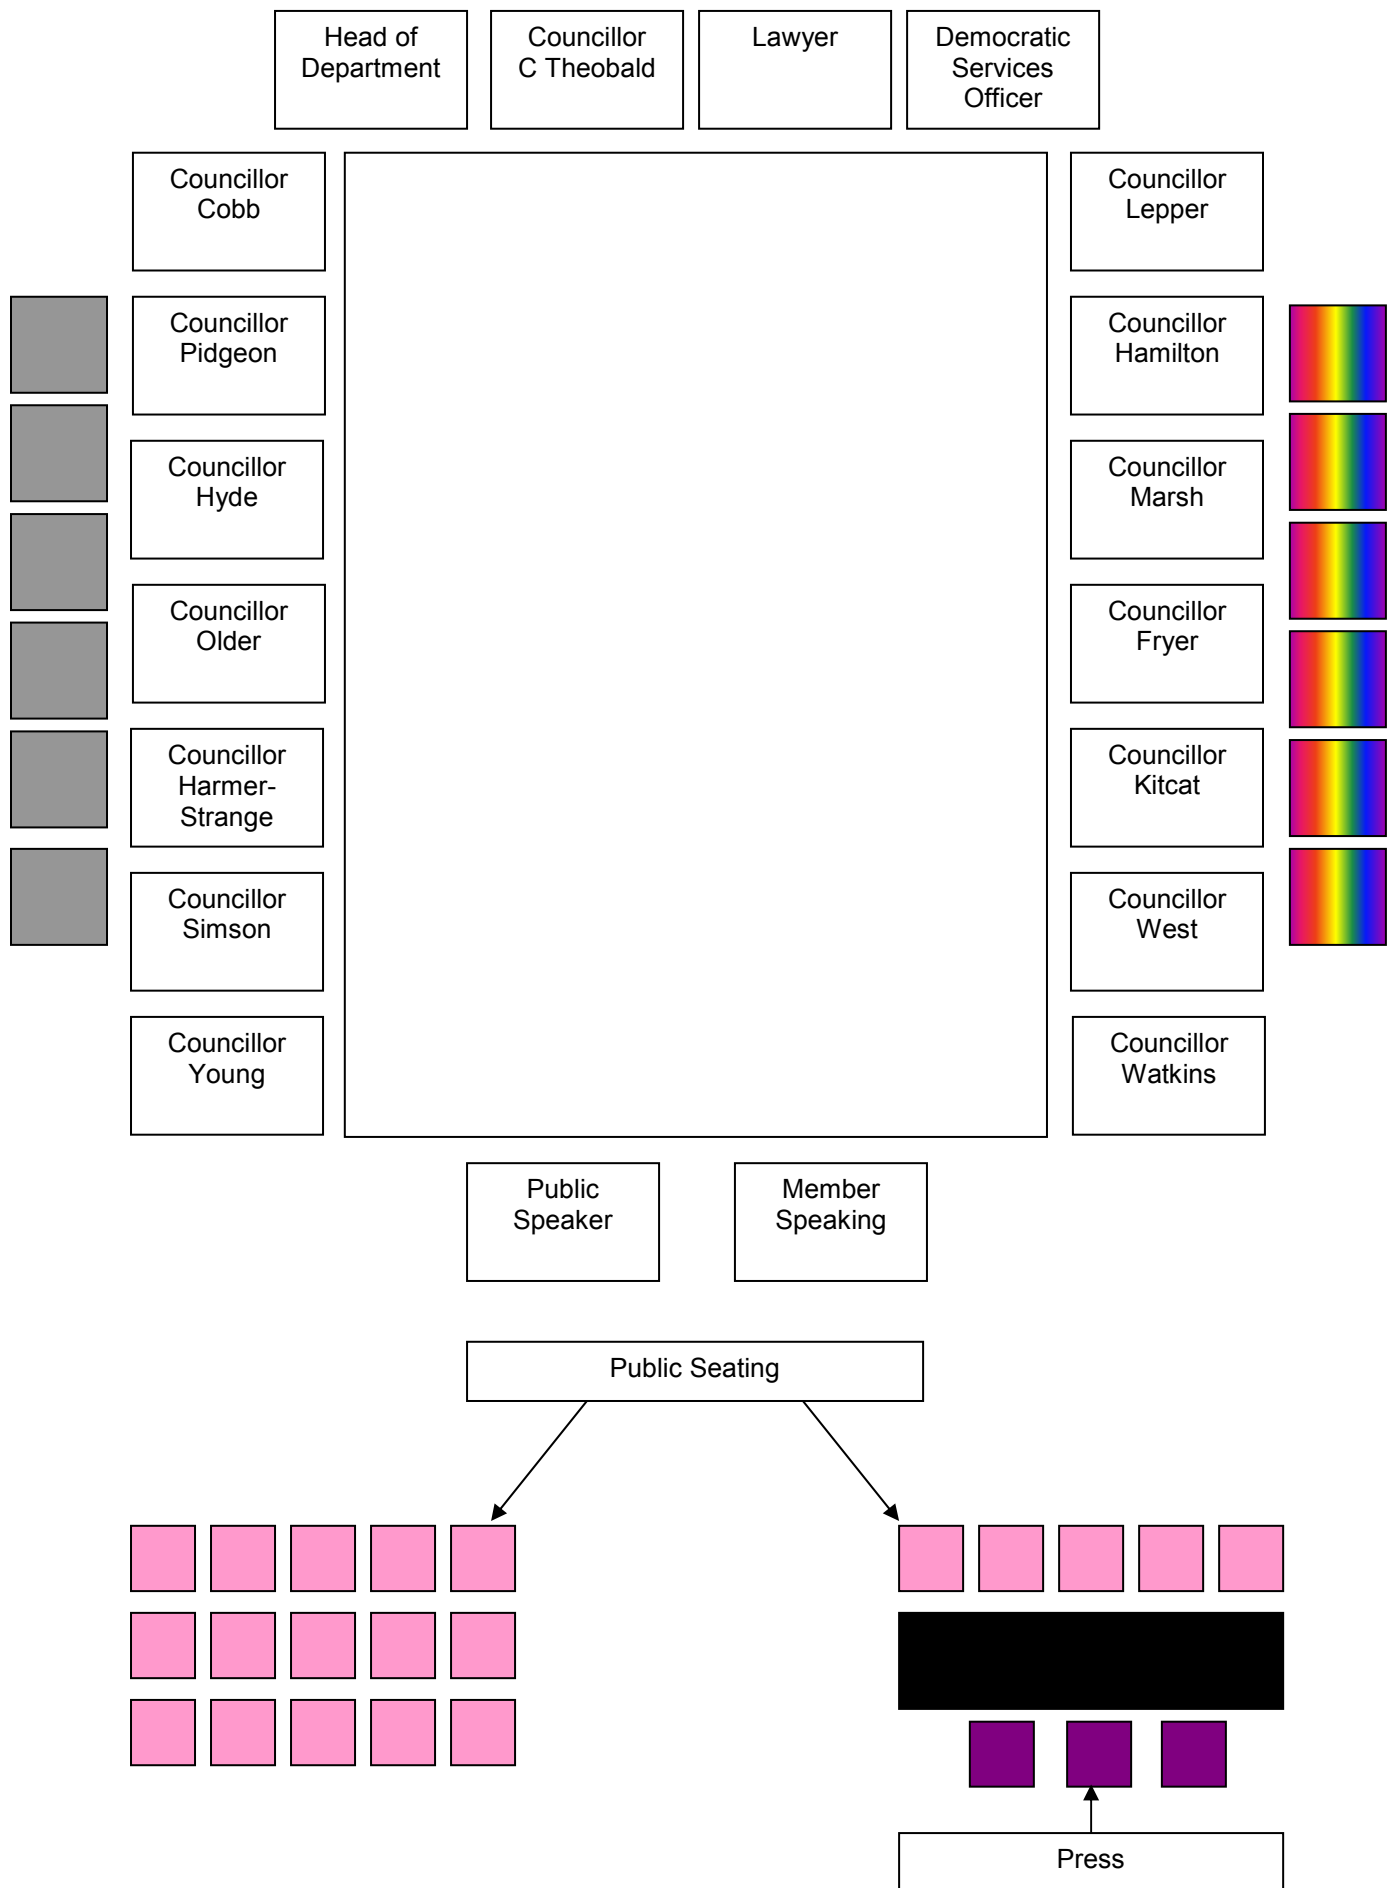 Head of
Department
Councillor
C Theobald
Lawyer
Democratic
Services
Officer
Councillor
Cobb
Councillor
Lepper
Councillor
Pidgeon
Councillor
Hamilton
Councillor
Hyde
Councillor
Marsh
Councillor
Older
Councillor
Fryer
Councillor
Harmer-
Strange
Councillor
Kitcat
Councillor
Simson
Councillor
West
Councillor
Young
Councillor
Watkins
Public
Speaker
Member
Speaking
Public Seating
Press